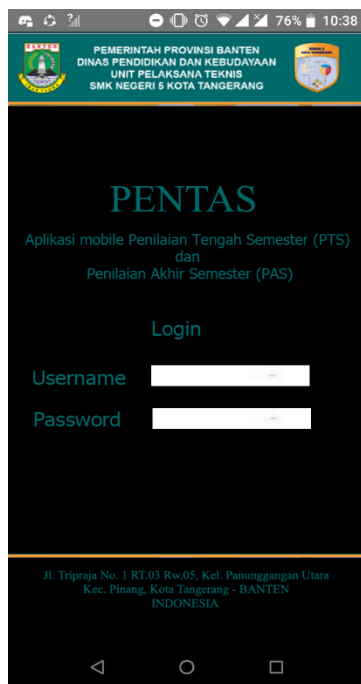 76% 10:38
BANTEN
PEMERINTAH PROVINSI BANTEN
DINAS PENDIDIKAN DAN KEBUDAYAAN
UNIT PELAKSANA TEKNIS
SMK NEGERI 5 KOTA TANGERANG
PENTAS
Aplikasi mobile Penilaian Tengah Semester (PTS)
dan
Penilaian Akhir Semester (PAS)
Login
Username
Password
Jl. Tripraja No. 1 RT.03 Rw.05, Kel. Panunggangan Utara
Kec. Pinang, Kota Tangerang - BANTEN
INDONESIA